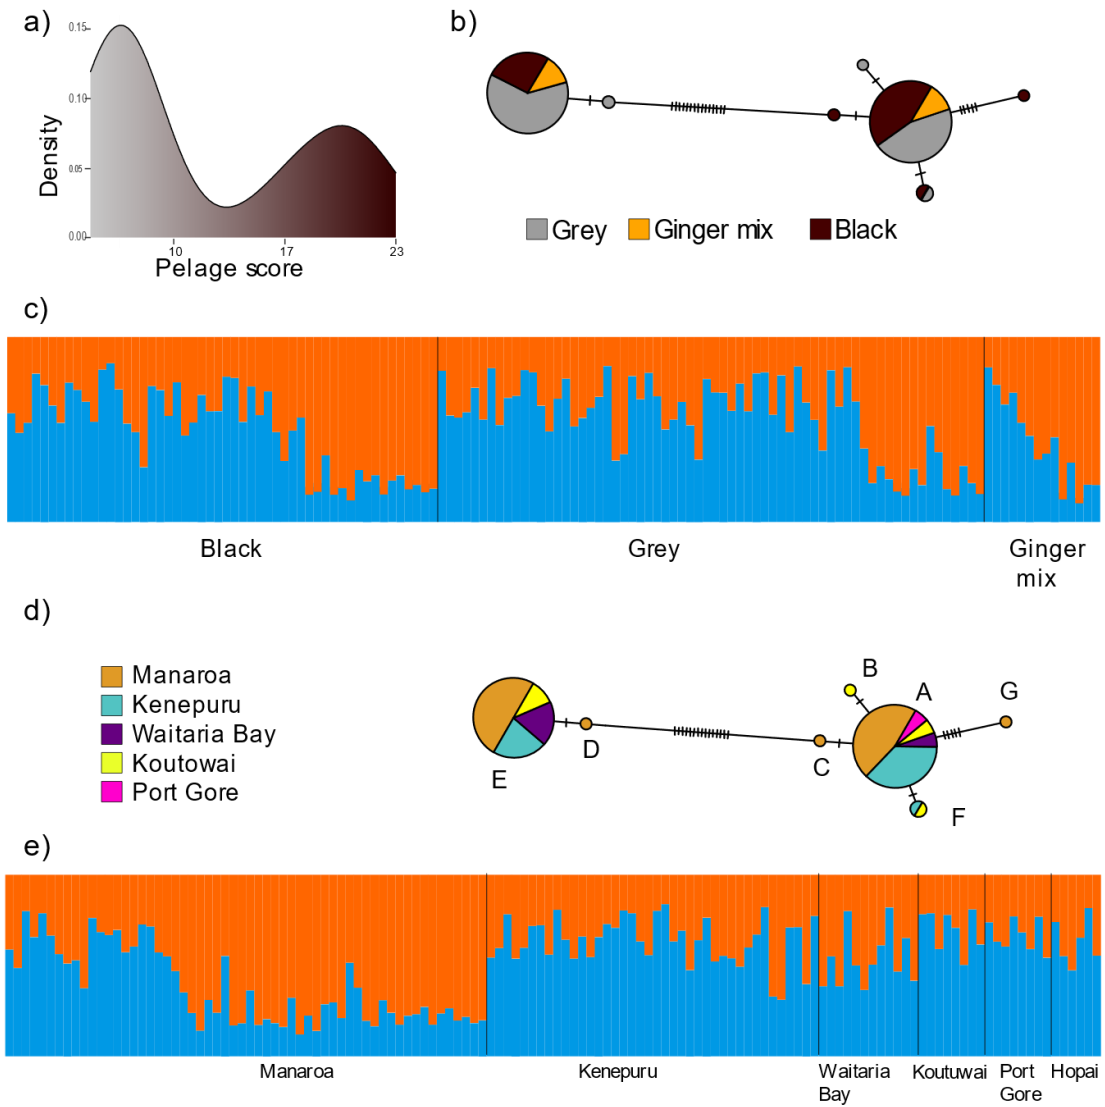 a)
0.15
0.10
0.05
0.00
Density
10
17
23
Pelage score
b)
Grey
Ginger mix
Black
c)
Black
Grey
Ginger
mix
d)
Manaroa
Kenepuru
Waitaria Bay
Koutowai
Port Gore
B
A
G
D
C
E
F
e)
Manaroa
Kenepuru
Waitaria
Bay
Koutuwai
Port
Gore
Hopai